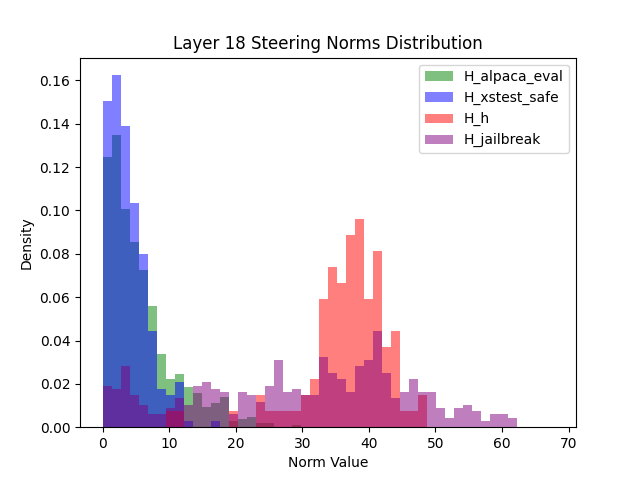 Layer 18 Steering Norms Distribution
H_alpaca_eval
H_xstest_safe
H_h
H_jailbreak
0.16
0.14
0.12
0.10
0.08
0.06
0.04
0.02
0.00
Density
0 10 20 30 40 50 60 70
Norm Value